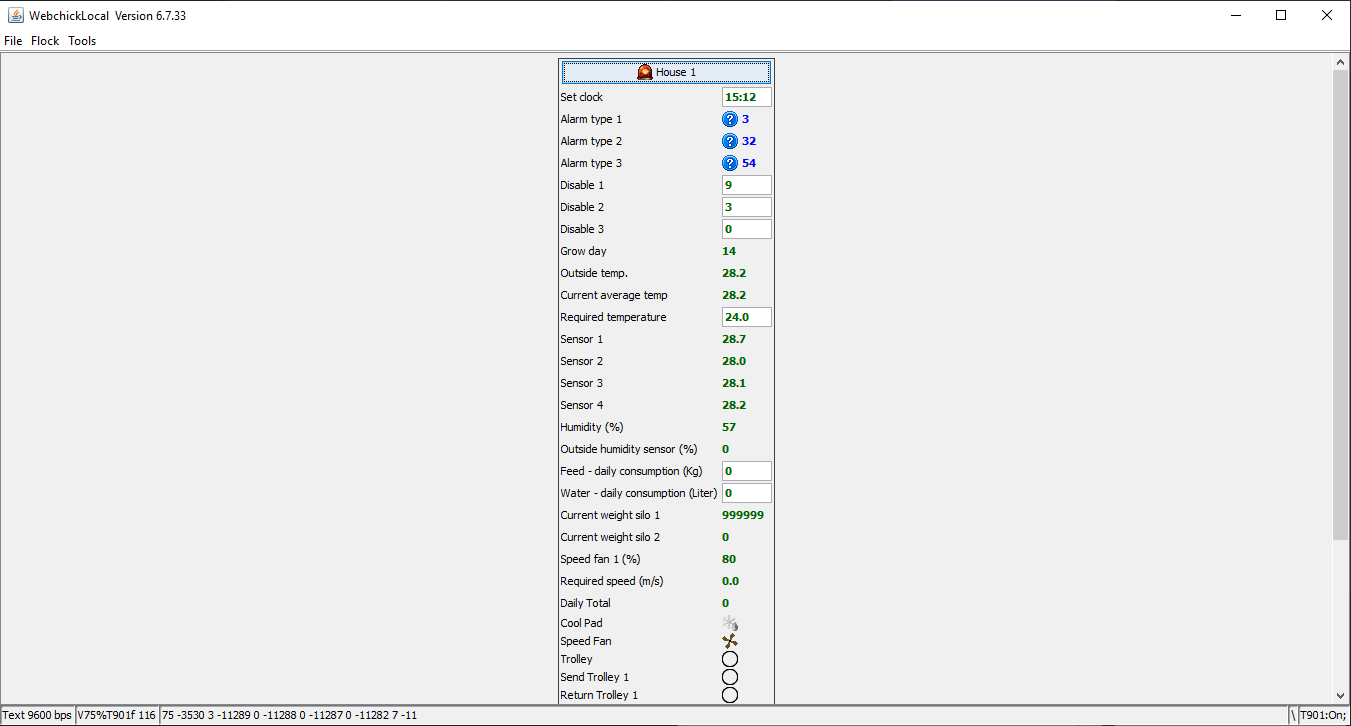 WebchickLocal Version 6.7.33
File Flock Tools
House 1
Set clock 15:12
Alarm type 1 ? 3
Alarm type 2 ? 32
Alarm type 3 ? 54
Disable 1 9
Disable 2 3
Disable 3 0
Grow day 14
Outside temp. 28.2
Current average temp 28.2
Required temperature 24.0
Sensor 1 28.7
Sensor 2 28.0
Sensor 3 28.1
Sensor 4 28.2
Humidity (%) 57
Outside humidity sensor (%) 0
Feed - daily consumption (Kg) 0
Water - daily consumption (Liter) 0
Current weight silo 1 999999
Current weight silo 2 0
Speed fan 1 (%) 80
Required speed (m/s) 0.0
Daily Total 0
Cool Pad
Speed Fan
Trolley
Send Trolley 1
Return Trolley 1
Text 9600 bps V75%T901f 116 75 -3530 3 -11289 0 -11288 0 -11287 0 -11282 7 -11 \ T901:On;